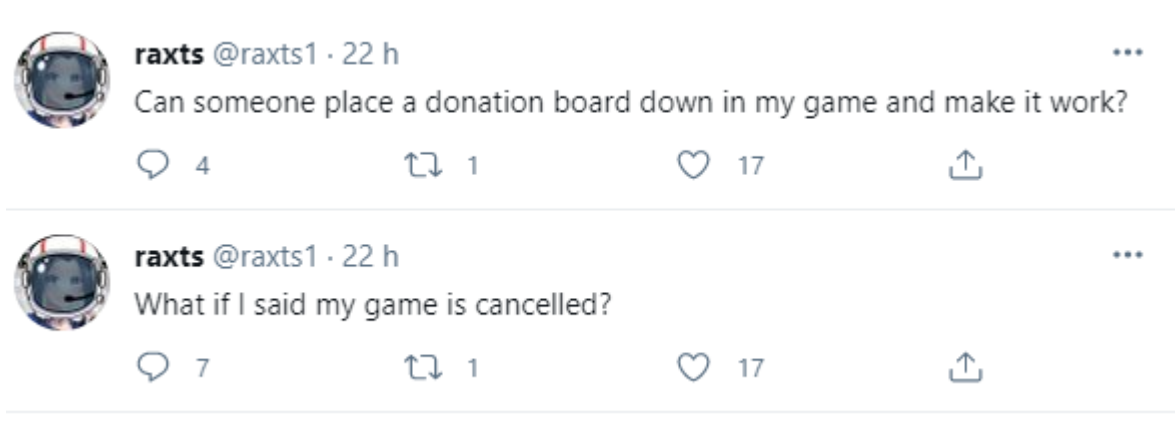 raxts @raxts1 · 22 h
Can someone place a donation board down in my game and make it work?
4 1 17
raxts @raxts1 · 22 h
What if I said my game is cancelled?
7 1 17